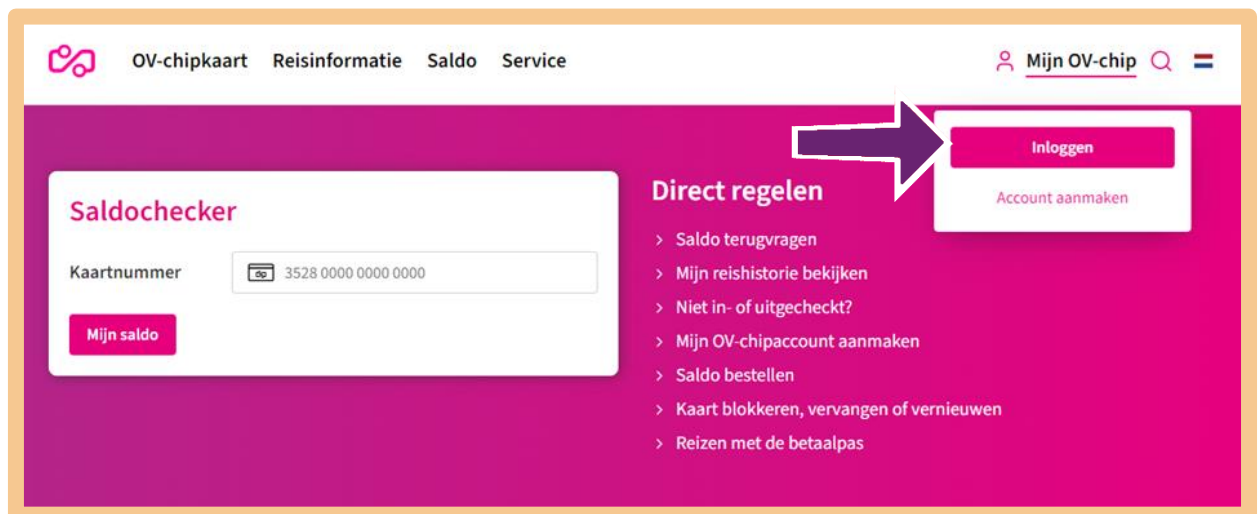 OV-chipkaart Reisinformatie Saldo Service Mijn OV-chip
Inloggen
Account aanmaken
Saldochecker
Kaartnummer 3528 0000 0000 0000
Mijn saldo
Direct regelen
Saldo terugvragen
Mijn reishistorie bekijken
Niet in- of uitgecheckt?
Mijn OV-chipaccount aanmaken
Saldo bestellen
Kaart blokkeren, vervangen of vernieuwen
Reizen met de betaalpas